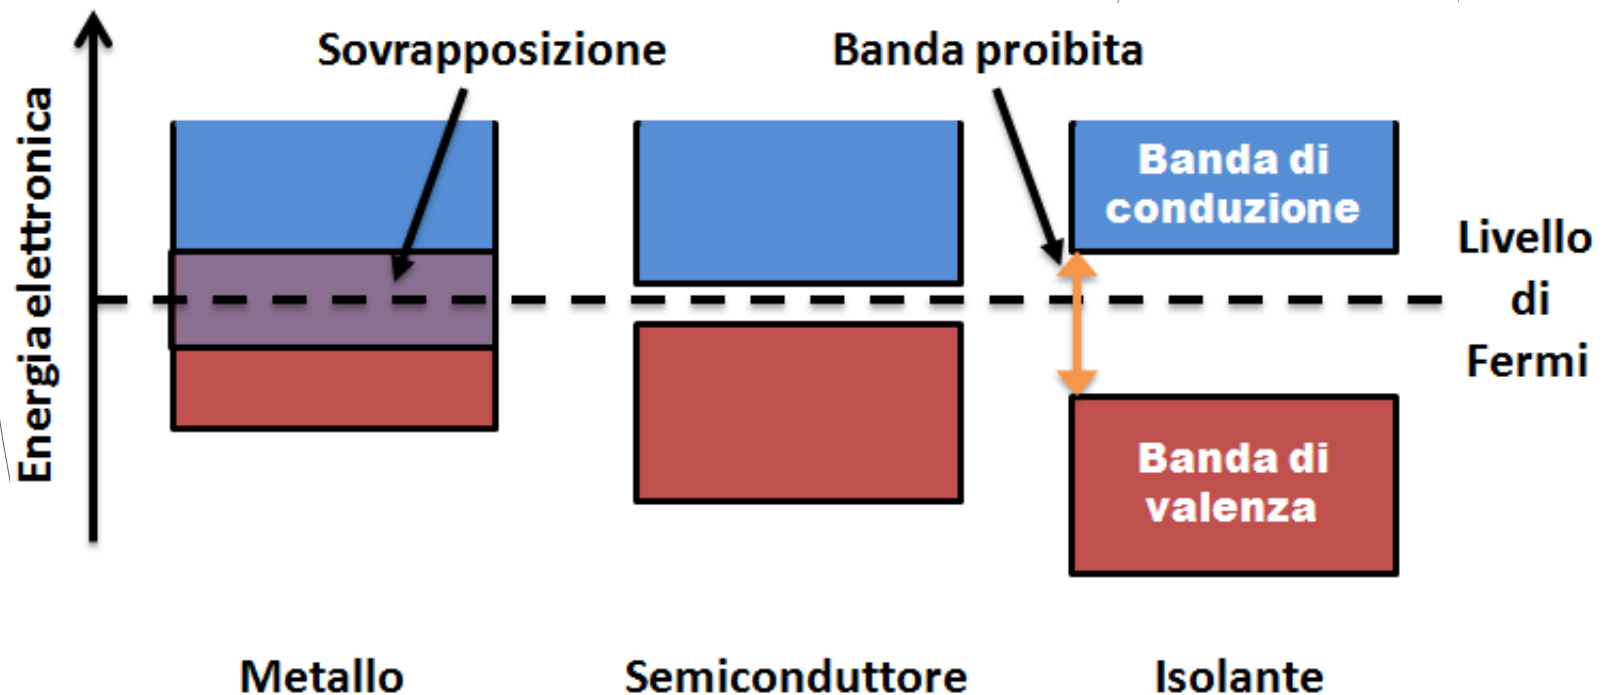 Sovrapposizione
Banda proibita
Energia elettronica
Banda di
conduzione
Livello
di
Fermi
Banda di
valenza
Metallo
Semiconduttore
Isolante